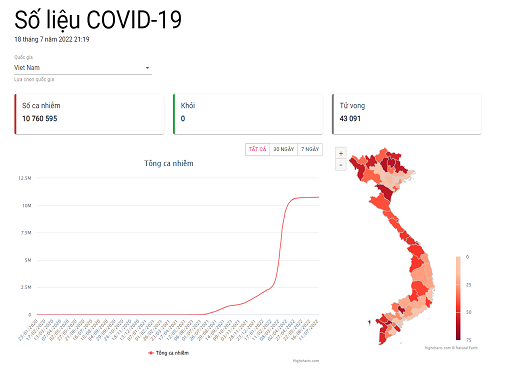 Số liệu COVID-19
18 tháng 7 năm 2022 21:19
Quốc gia
Viet Nam
Lựa chọn quốc gia
Số ca nhiễm
10 760 595
Khỏi
0
Tử vong
43 091
TẤT CẢ 30 NGÀY 7 NGÀY
Tổng ca nhiễm
12.5M
10M
7.5M
5M
2.5M
0
Tổng ca nhiễm
Highcharts.com
+
-
0
25
50
75
Highcharts.com © Natural Earth